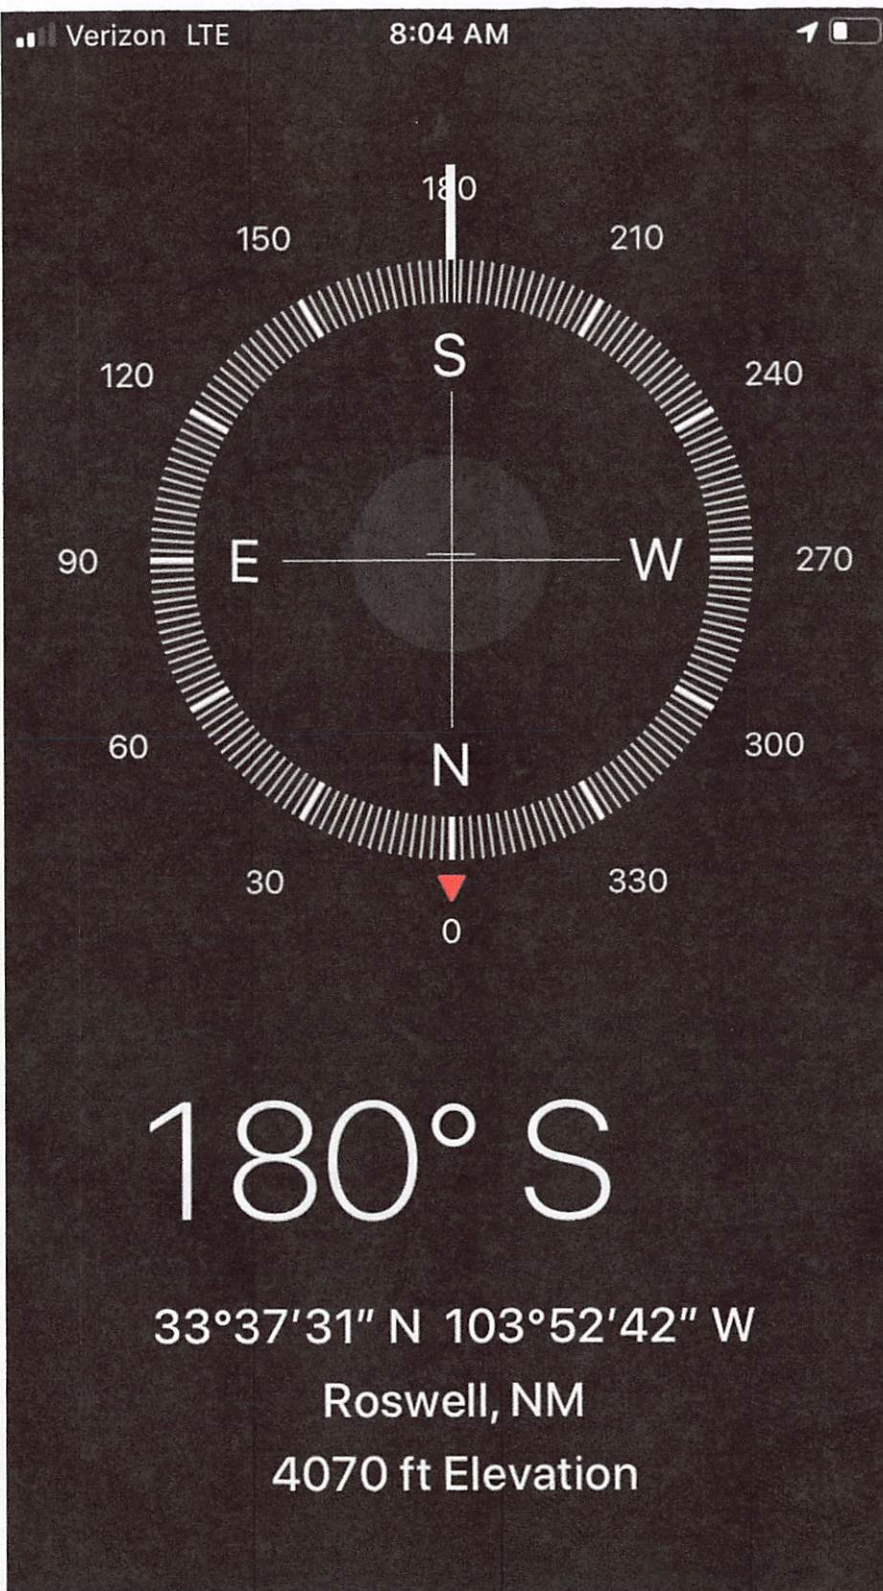 Verizon LTE 8:04 AM
180
150 210
S
120 240
90 E W 270
60 300
N
30 330
0
180° S
33°37'31" N 103°52'42" W
Roswell, NM
4070 ft Elevation